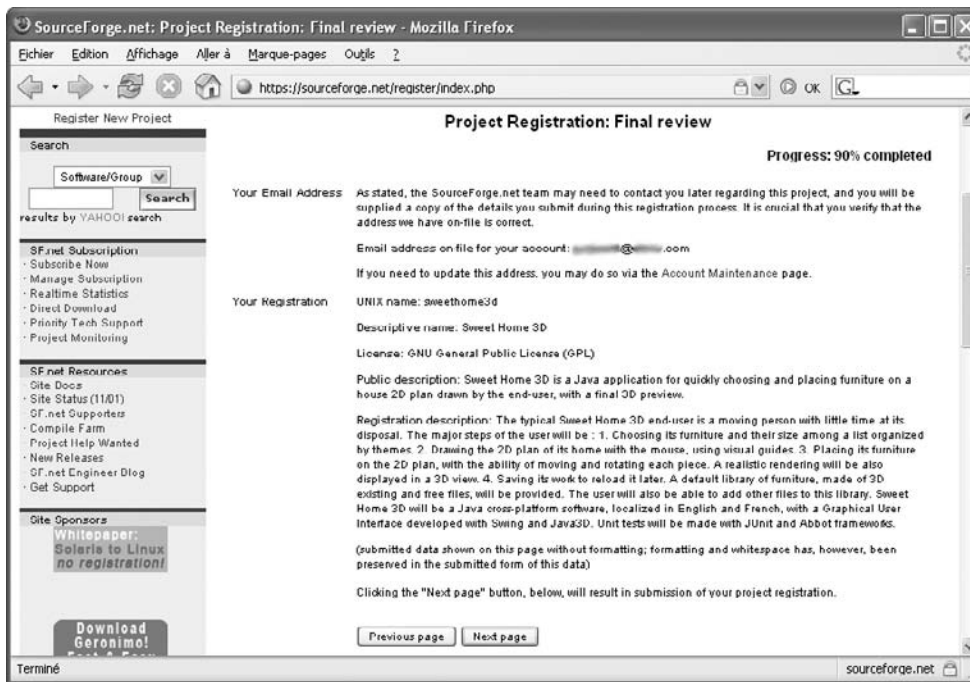 SourceForge.net: Project Registration: Final review - Mozilla Firefox
Fichier Edition Affichage Aller à Marque-pages Outils ?
https://sourceforge.net/register/index.php
OK
G
Register New Project
Search
Software/Group
Search
results by YAHOO! search
SF.net Subscription
· Subscribe Now
· Manage Subscription
· Realtime Statistics
· Direct Download
· Priority Tech Support
· Project Monitoring
SF.net Resources
· Site Docs
· Site Status (11/01)
· SF.net Supporters
· Compile Farm
· Project Help Wanted
· New Releases
· SF.net Engineer Blog
· Get Support
Site Sponsors
Whitepaper:
Solaris to Linux
no registration!
Download
Geronimo!
Project Registration: Final review
Progress: 90% completed
Your Email Address
As stated, the SourceForge.net team may need to contact you later regarding this project, and you will be
supplied a copy of the details you submit during this registration process. It is crucial that you verify that the
address we have on-file is correct.
Email address on file for your account: @ .com
If you need to update this address, you may do so via the Account Maintenance page.
Your Registration
UNIX name: sweethome3d
Descriptive name: Sweet Home 3D
License: GNU General Public License (GPL)
Public description: Sweet Home 3D is a Java application for quickly choosing and placing furniture on a
house 2D plan drawn by the end-user, with a final 3D preview.
Registration description: The typical Sweet Home 3D end-user is a moving person with little time at its
disposal. The major steps of the user will be : 1. Choosing its furniture and their size among a list organized
by themes. 2. Drawing the 2D plan of its home with the mouse, using visual guides. 3. Placing its furniture
on the 2D plan, with the ability of moving and rotating each piece. A realistic rendering will be also
displayed in a 3D view. 4. Saving its work to reload it later. A default library of furniture, made of 3D
existing and free files, will be provided. The user will also be able to add other files to this library. Sweet
Home 3D will be a Java cross-platform software, localized in English and French, with a Graphical User
Interface developed with Swing and Java3D. Unit tests will be made with JUnit and Abbot frameworks.
(submitted data shown on this page without formatting; formatting and whitespace has, however, been
preserved in the submitted form of this data)
Clicking the "Next page" button, below, will result in submission of your project registration.
Previous page
Next page
Terminé
sourceforge.net